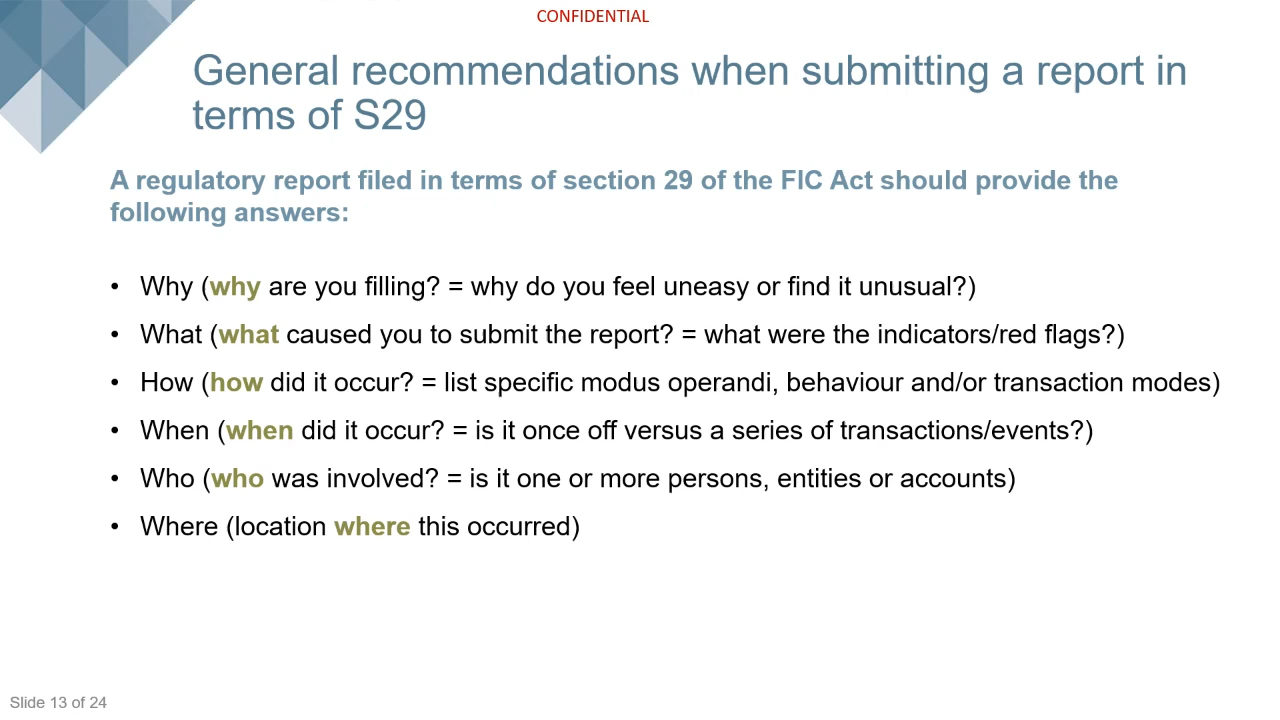 CONFIDENTIAL
General recommendations when submitting a report in
terms of S29
A regulatory report filed in terms of section 29 of the FIC Act should provide the
following answers:
• Why (why are you filling? = why do you feel uneasy or find it unusual?)
• What (what caused you to submit the report? = what were the indicators/red flags?)
• How (how did it occur? = list specific modus operandi, behaviour and/or transaction modes)
• When (when did it occur? = is it once off versus a series of transactions/events?)
• Who (who was involved? = is it one or more persons, entities or accounts)
• Where (location where this occurred)
Slide 13 of 24